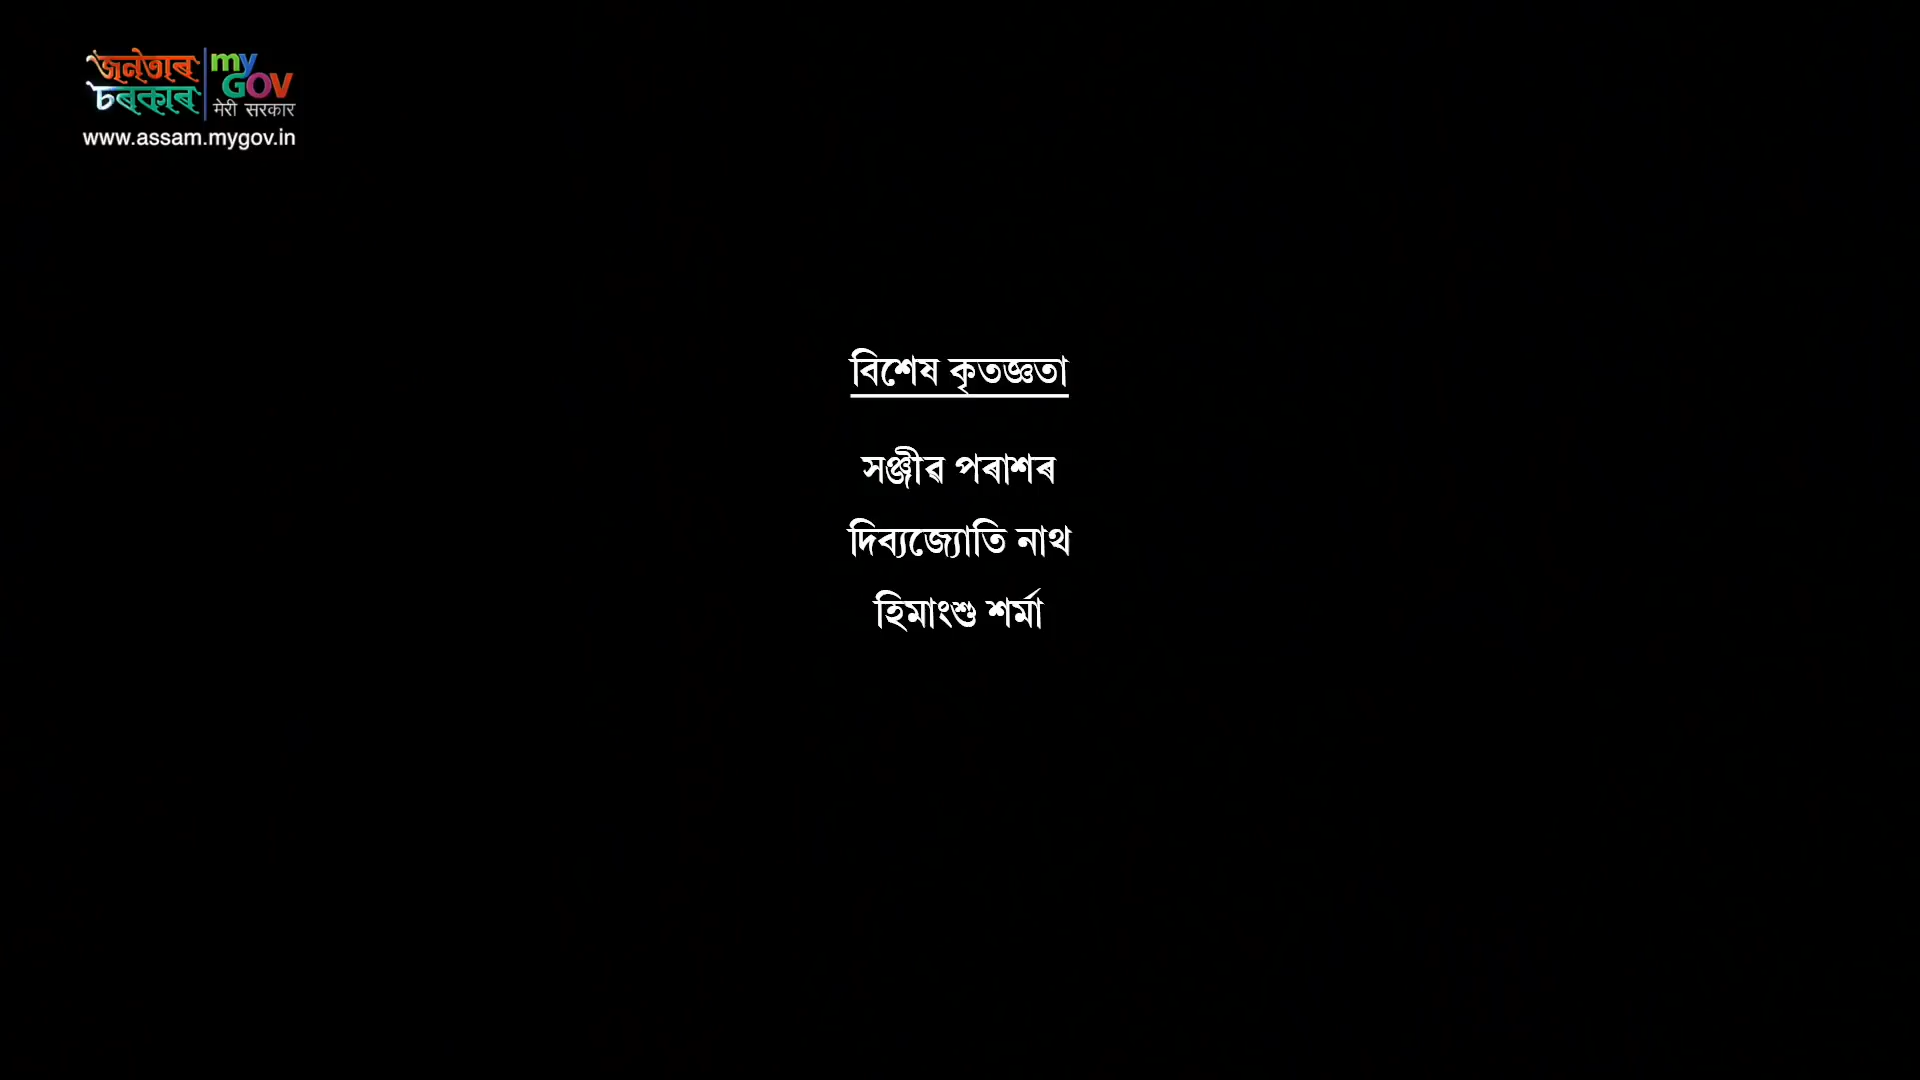 জনতাৰ
চৰকাৰ
my
GOV
मेरी सरकार
www.assam.mygov.in
বিশেষ কৃতজ্ঞতা
সঞ্জীৱ পৰাশৰ
দিব্যজ্যোতি নাথ
হিমাংশু শৰ্মা